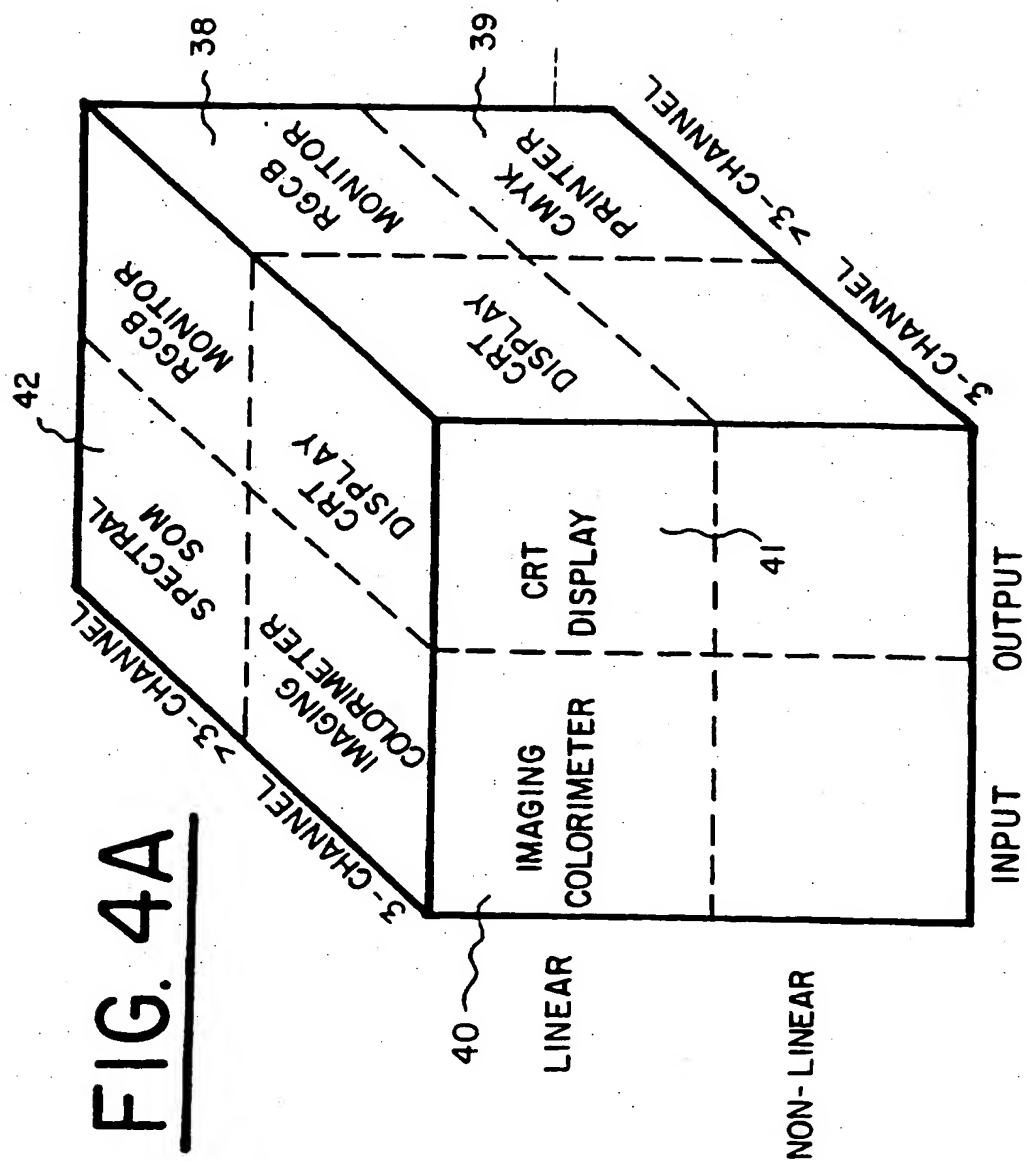 FIG. 4A
42
38
39
40
41
SPECTRAL
SOM
RGCB
MONITOR
IMAGING
COLORIMETER
CRT
DISPLAY
RGCB
MONITOR
CMYK
PRINTER
CRT
DISPLAY
IMAGING
COLORIMETER
CRT
DISPLAY
>3-CHANNEL
3-CHANNEL
>3-CHANNEL
3-CHANNEL
LINEAR
NON-LINEAR
INPUT
OUTPUT